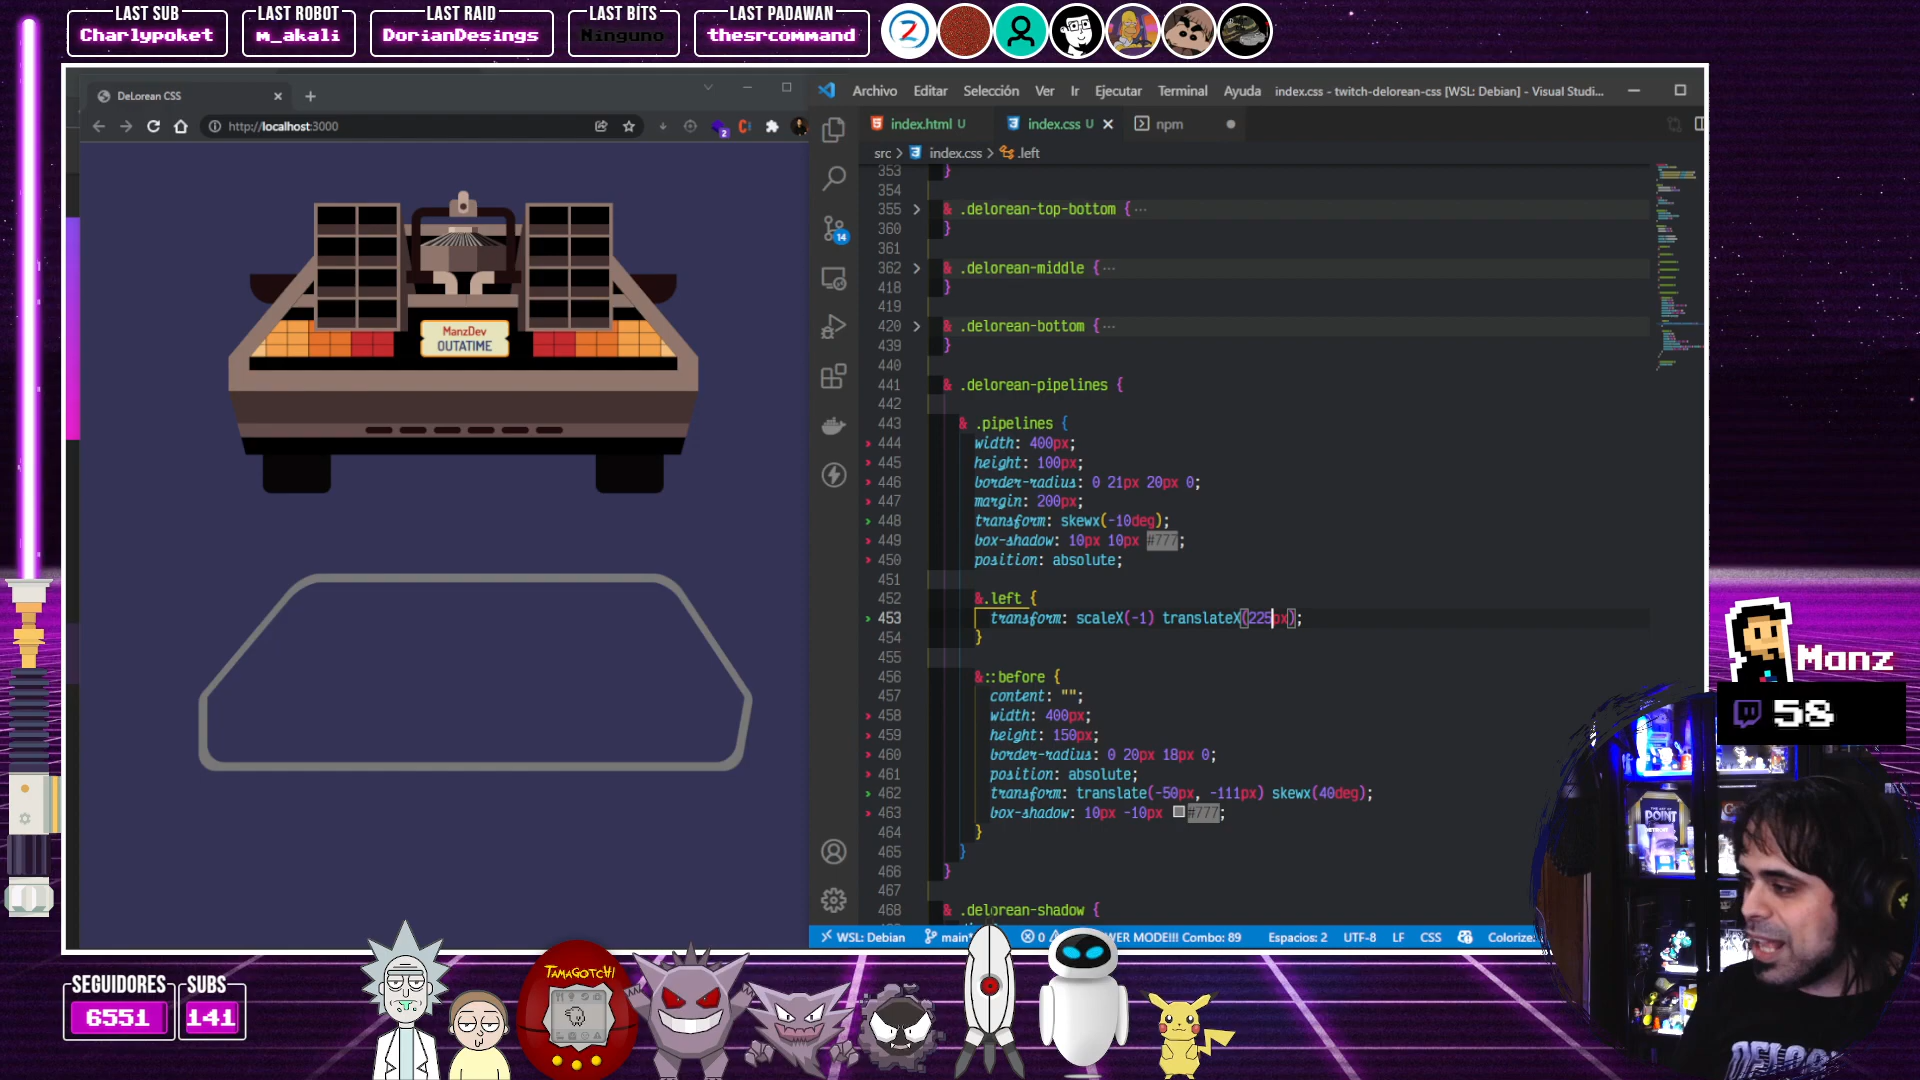 LAST SUB
Charlypoket
LAST ROBOT
m_akali
LAST RAID
DorianDesings
LAST BITS
Ninguno
LAST PADAWAN
thesrcommand
DeLorean CSS
http://localhost:3000
Archivo Editar Selección Ver Ir Ejecutar Terminal Ayuda index.css - twitch-delorean-css [WSL: Debian] - Visual Studi...
index.html U
index.css U
npm
src > index.css > .left
ManzDev
OUTATIME
14
2
353 }
354
355 & .delorean-top-bottom { ...
360 }
361
362 & .delorean-middle { ...
418 }
419
420 & .delorean-bottom { ...
439 }
440
441 & .delorean-pipelines {
442
443 & .pipelines {
444 width: 400px;
445 height: 100px;
446 border-radius: 0 21px 20px 0;
447 margin: 200px;
448 transform: skewx(-10deg);
449 box-shadow: 10px 10px #777;
450 position: absolute;
451
452 &.left {
453 transform: scaleX(-1) translateX(225px);
454 }
455
456 &::before {
457 content: "";
458 width: 400px;
459 height: 150px;
460 border-radius: 0 20px 18px 0;
461 position: absolute;
462 transform: translate(-50px, -111px) skewx(40deg);
463 box-shadow: 10px -10px #777;
464 }
465 }
466 }
467
468 & .delorean-shadow {
WSL: Debian
main*
0
WER MODE!!! Combo: 89
Espacios: 2
UTF-8
LF
CSS
Colorize:
Manz
58
SEGUIDORES
6551
SUBS
141
TAMAGOTCHI
POINT